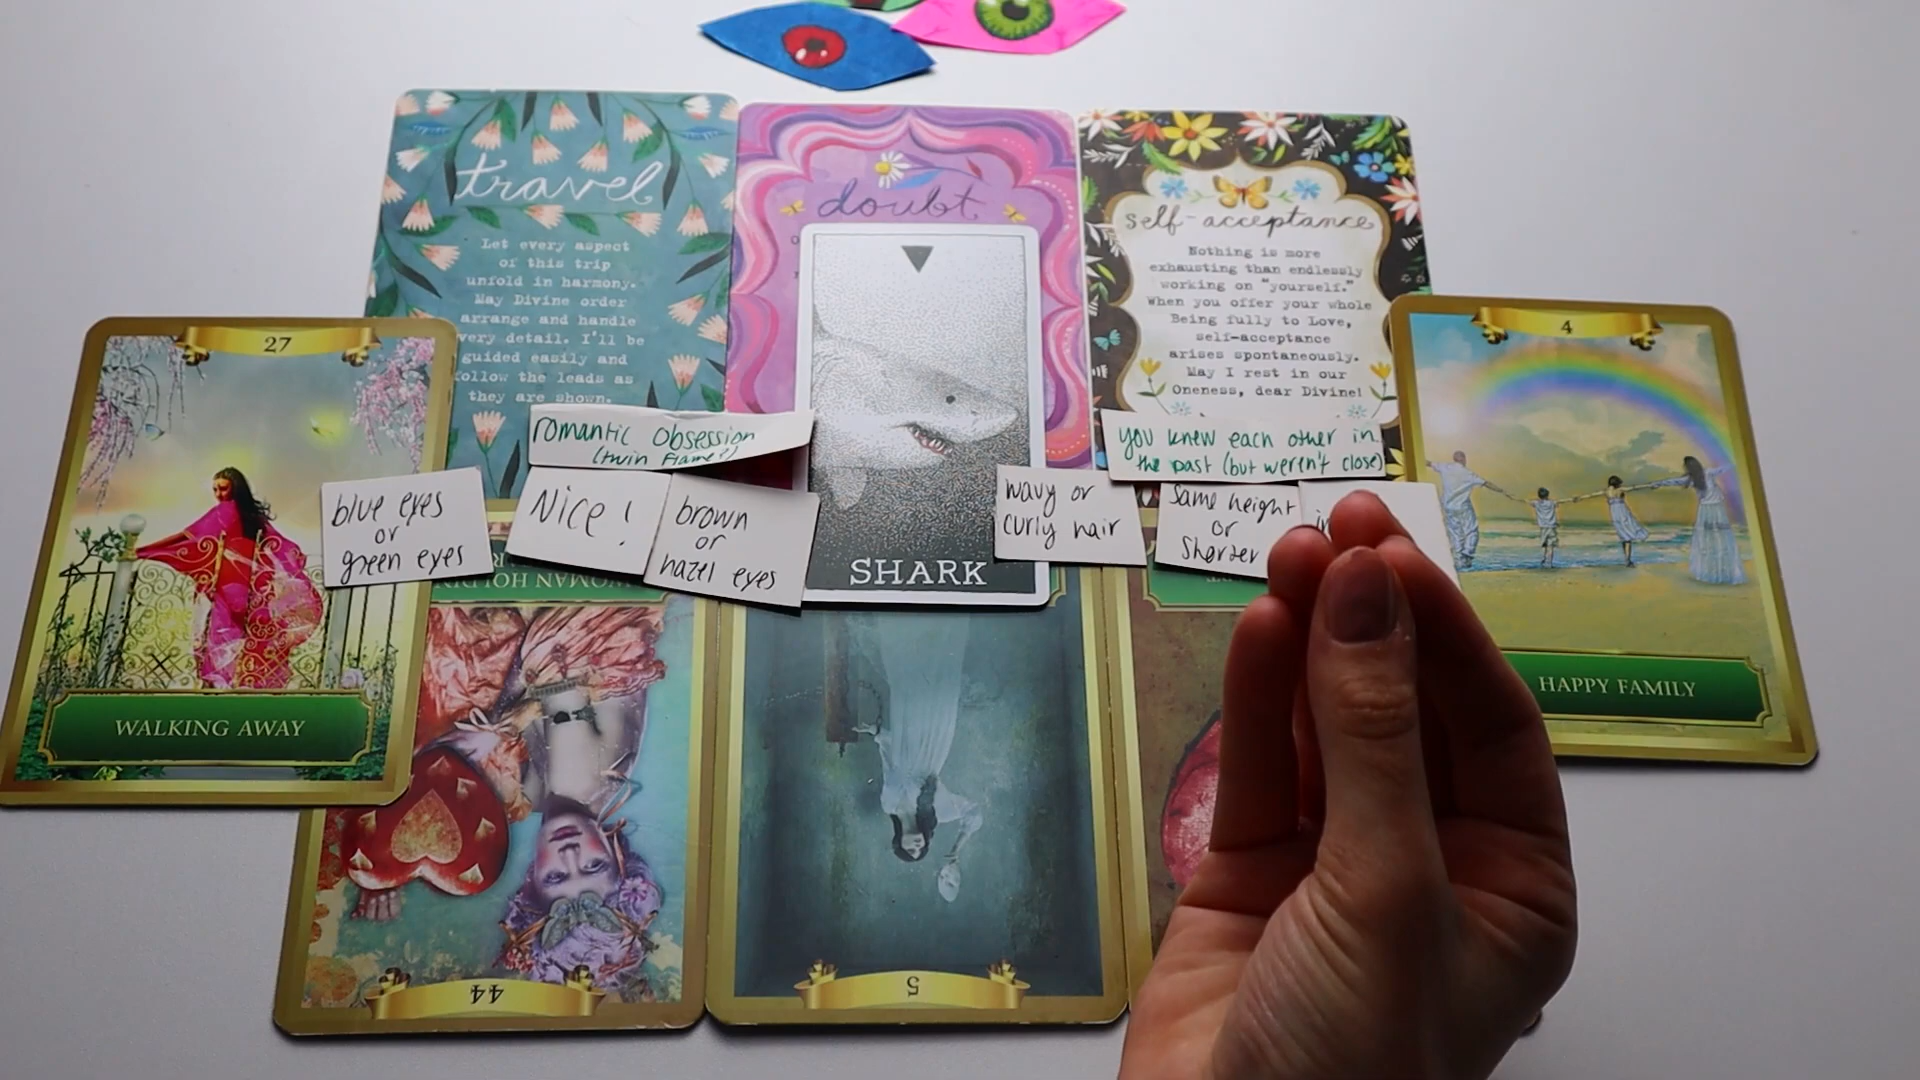 travel
Let every aspect
of this trip
unfold in harmony.
May Divine order
arrange and handle
very detail. I'll be
guided easily and
follow the leads as
they are shown.
doubt
self-acceptance
Nothing is more
exhausting than endlessly
working on "yourself."
When you offer your whole
Being fully to Love,
self-acceptance
arises spontaneously.
May I rest in our
Oneness, dear Divine!
27
WALKING AWAY
4
HAPPY FAMILY
romantic obsession
(twin flame?)
you knew each other in
the past (but weren't close)
blue eyes
or
green eyes
Nice!
brown
or
hazel eyes
SHARK
wavy or
curly hair
Same height
or
Shorter
WOMAN HOLDIN
44
5